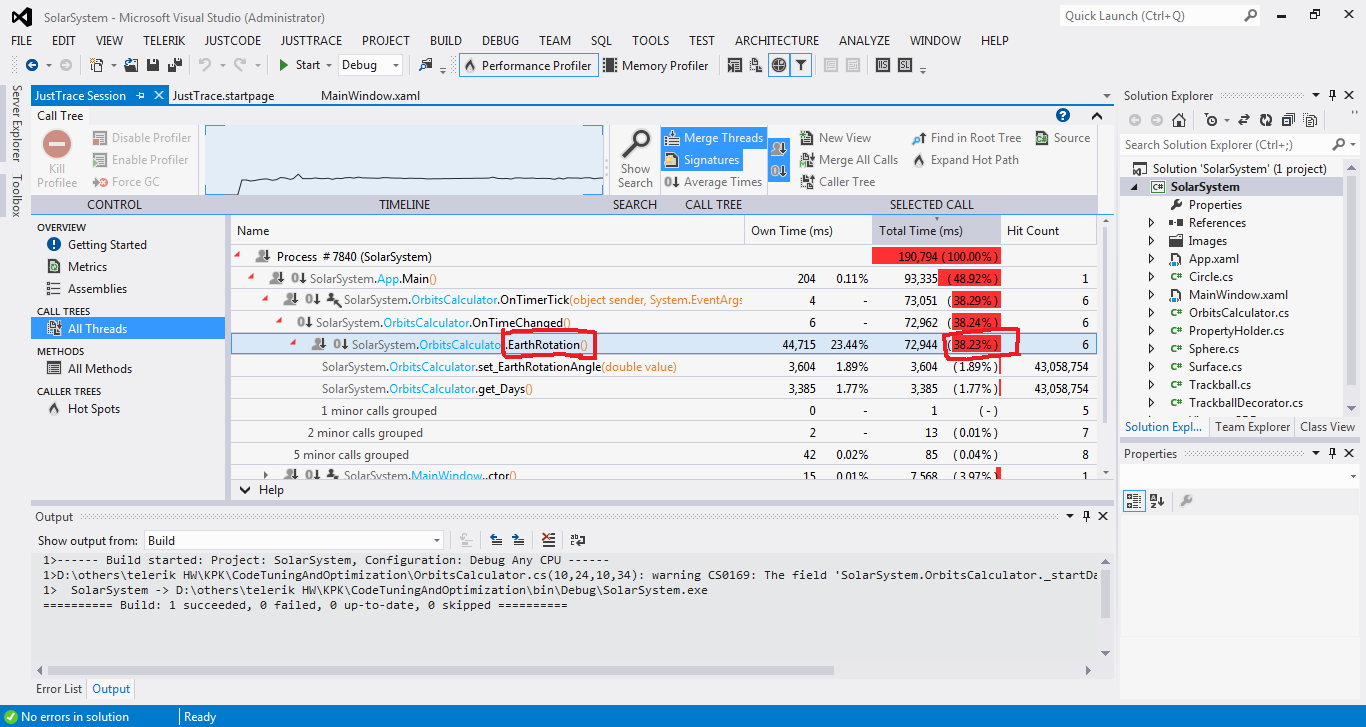 SolarSystem - Microsoft Visual Studio (Administrator)
Quick Launch (Ctrl+Q)
FILE EDIT VIEW TELERIK JUSTCODE JUSTTRACE PROJECT BUILD DEBUG TEAM SQL TOOLS TEST ARCHITECTURE ANALYZE WINDOW HELP
Start Debug Performance Profiler Memory Profiler
Server Explorer
Toolbox
JustTrace Session JustTrace.startpage MainWindow.xaml
Call Tree
Kill Profilee
Disable Profiler
Enable Profiler
Force GC
Show Search
Merge Threads
Signatures
Average Times
New View
Merge All Calls
Caller Tree
Find in Root Tree
Expand Hot Path
Source
CONTROL TIMELINE SEARCH CALL TREE SELECTED CALL
OVERVIEW
Getting Started
Metrics
Assemblies
CALL TREES
All Threads
METHODS
All Methods
CALLER TREES
Hot Spots
Name Own Time (ms) Total Time (ms) Hit Count
Process # 7840 (SolarSystem) 190,794 (100.00%)
SolarSystem.App.Main() 204 0.11% 93,335 (48.92%) 1
SolarSystem.OrbitsCalculator.OnTimerTick(object sender, System.EventArgs 4 - 73,051 (38.29%) 6
SolarSystem.OrbitsCalculator.OnTimeChanged() 6 - 72,962 (38.24%) 6
SolarSystem.OrbitsCalculato .EarthRotation() 44,715 23.44% 72,944 (38.23%) 6
SolarSystem.OrbitsCalculator.set_EarthRotationAngle(double value) 3,604 1.89% 3,604 (1.89%) 43,058,754
SolarSystem.OrbitsCalculator.get_Days() 3,385 1.77% 3,385 (1.77%) 43,058,754
1 minor calls grouped 0 - 1 (-) 5
2 minor calls grouped 2 - 13 (0.01%) 7
5 minor calls grouped 42 0.02% 85 (0.04%) 8
SolarSystem.MainWindow..ctor() 15 0.01% 7,568 (3.97%) 1
Help
Output
Show output from: Build
1>------ Build started: Project: SolarSystem, Configuration: Debug Any CPU ------
1>D:\others\telerik HW\KPK\CodeTuningAndOptimization\OrbitsCalculator.cs(10,24,10,34): warning CS0169: The field 'SolarSystem.OrbitsCalculator._startDa
1>  SolarSystem -> D:\others\telerik HW\KPK\CodeTuningAndOptimization\bin\Debug\SolarSystem.exe
========== Build: 1 succeeded, 0 failed, 0 up-to-date, 0 skipped ==========
Error List Output
Solution Explorer
Search Solution Explorer (Ctrl+;)
Solution 'SolarSystem' (1 project)
SolarSystem
Properties
References
Images
App.xaml
Circle.cs
MainWindow.xaml
OrbitsCalculator.cs
PropertyHolder.cs
Sphere.cs
Surface.cs
Trackball.cs
TrackballDecorator.cs
Solution Expl... Team Explorer Class View
Properties
No errors in solution Ready